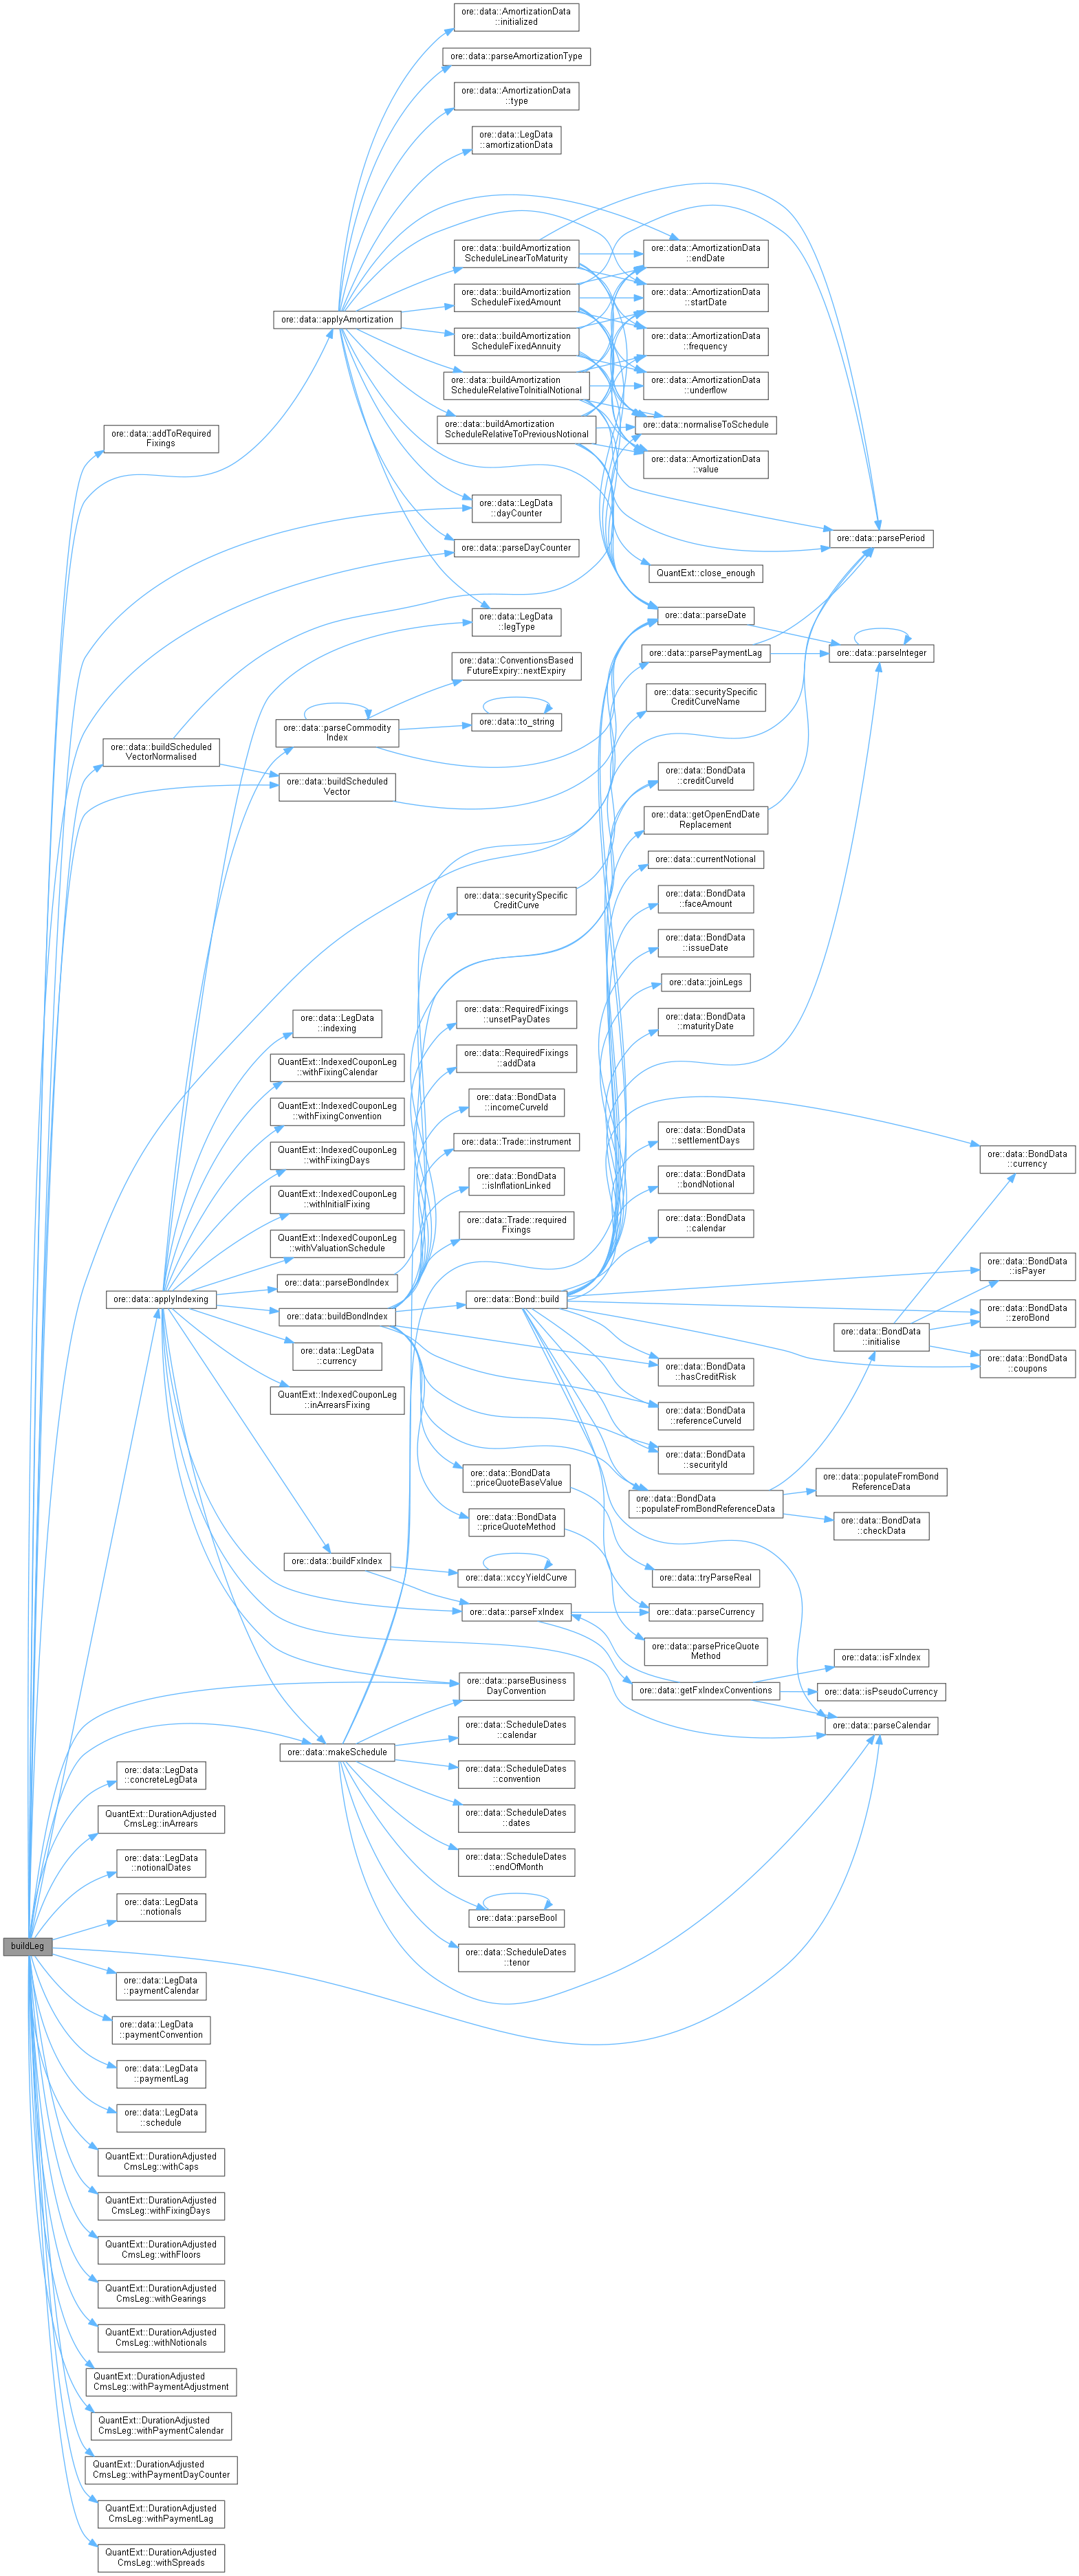 ore::data::AmortizationData
::initialized
ore::data::parseAmortizationType
ore::data::AmortizationData
::type
ore::data::LegData
::amortizationData
ore::data::buildAmortization
ScheduleLinearToMaturity
ore::data::AmortizationData
::endDate
ore::data::buildAmortization
ScheduleFixedAmount
ore::data::AmortizationData
::startDate
ore::data::applyAmortization
ore::data::buildAmortization
ScheduleFixedAnnuity
ore::data::AmortizationData
::frequency
ore::data::buildAmortization
ScheduleRelativeToInitialNotional
ore::data::AmortizationData
::underflow
ore::data::buildAmortization
ScheduleRelativeToPreviousNotional
ore::data::normaliseToSchedule
ore::data::addToRequired
Fixings
ore::data::AmortizationData
::value
ore::data::LegData
::dayCounter
ore::data::parsePeriod
ore::data::parseDayCounter
QuantExt::close_enough
ore::data::LegData
::legType
ore::data::parseDate
ore::data::parsePaymentLag
ore::data::parseInteger
ore::data::ConventionsBased
FutureExpiry::nextExpiry
ore::data::securitySpecific
CreditCurveName
ore::data::parseCommodity
Index
ore::data::to_string
ore::data::buildScheduled
VectorNormalised
ore::data::buildScheduled
Vector
ore::data::BondData
::creditCurveId
ore::data::getOpenEndDate
Replacement
ore::data::currentNotional
ore::data::securitySpecific
CreditCurve
ore::data::BondData
::faceAmount
ore::data::BondData
::issueDate
ore::data::joinLegs
ore::data::LegData
::indexing
ore::data::RequiredFixings
::unsetPayDates
ore::data::BondData
::maturityDate
QuantExt::IndexedCouponLeg
::withFixingCalendar
ore::data::RequiredFixings
::addData
QuantExt::IndexedCouponLeg
::withFixingConvention
ore::data::BondData
::incomeCurveId
QuantExt::IndexedCouponLeg
::withFixingDays
ore::data::Trade::instrument
ore::data::BondData
::settlementDays
ore::data::BondData
::currency
QuantExt::IndexedCouponLeg
::withInitialFixing
ore::data::BondData
::isInflationLinked
ore::data::BondData
::bondNotional
QuantExt::IndexedCouponLeg
::withValuationSchedule
ore::data::Trade::required
Fixings
ore::data::BondData
::calendar
ore::data::parseBondIndex
ore::data::BondData
::isPayer
ore::data::applyIndexing
ore::data::buildBondIndex
ore::data::Bond::build
ore::data::BondData
::zeroBond
ore::data::BondData
::initialise
ore::data::LegData
::currency
ore::data::BondData
::hasCreditRisk
ore::data::BondData
::coupons
QuantExt::IndexedCouponLeg
::inArrearsFixing
ore::data::BondData
::referenceCurveId
ore::data::BondData
::securityId
ore::data::BondData
::priceQuoteBaseValue
ore::data::BondData
::populateFromBondReferenceData
ore::data::populateFromBond
ReferenceData
ore::data::BondData
::priceQuoteMethod
ore::data::BondData
::checkData
ore::data::buildFxIndex
ore::data::xccyYieldCurve
ore::data::tryParseReal
ore::data::parseFxIndex
ore::data::parseCurrency
ore::data::parsePriceQuote
Method
ore::data::isFxIndex
ore::data::parseBusiness
DayConvention
ore::data::getFxIndexConventions
ore::data::isPseudoCurrency
ore::data::parseCalendar
ore::data::makeSchedule
ore::data::ScheduleDates
::calendar
ore::data::LegData
::concreteLegData
ore::data::ScheduleDates
::convention
QuantExt::DurationAdjusted
CmsLeg::inArrears
ore::data::ScheduleDates
::dates
ore::data::LegData
::notionalDates
ore::data::ScheduleDates
::endOfMonth
ore::data::LegData
::notionals
ore::data::parseBool
buildLeg
ore::data::ScheduleDates
::tenor
ore::data::LegData
::paymentCalendar
ore::data::LegData
::paymentConvention
ore::data::LegData
::paymentLag
ore::data::LegData
::schedule
QuantExt::DurationAdjusted
CmsLeg::withCaps
QuantExt::DurationAdjusted
CmsLeg::withFixingDays
QuantExt::DurationAdjusted
CmsLeg::withFloors
QuantExt::DurationAdjusted
CmsLeg::withGearings
QuantExt::DurationAdjusted
CmsLeg::withNotionals
QuantExt::DurationAdjusted
CmsLeg::withPaymentAdjustment
QuantExt::DurationAdjusted
CmsLeg::withPaymentCalendar
QuantExt::DurationAdjusted
CmsLeg::withPaymentDayCounter
QuantExt::DurationAdjusted
CmsLeg::withPaymentLag
QuantExt::DurationAdjusted
CmsLeg::withSpreads